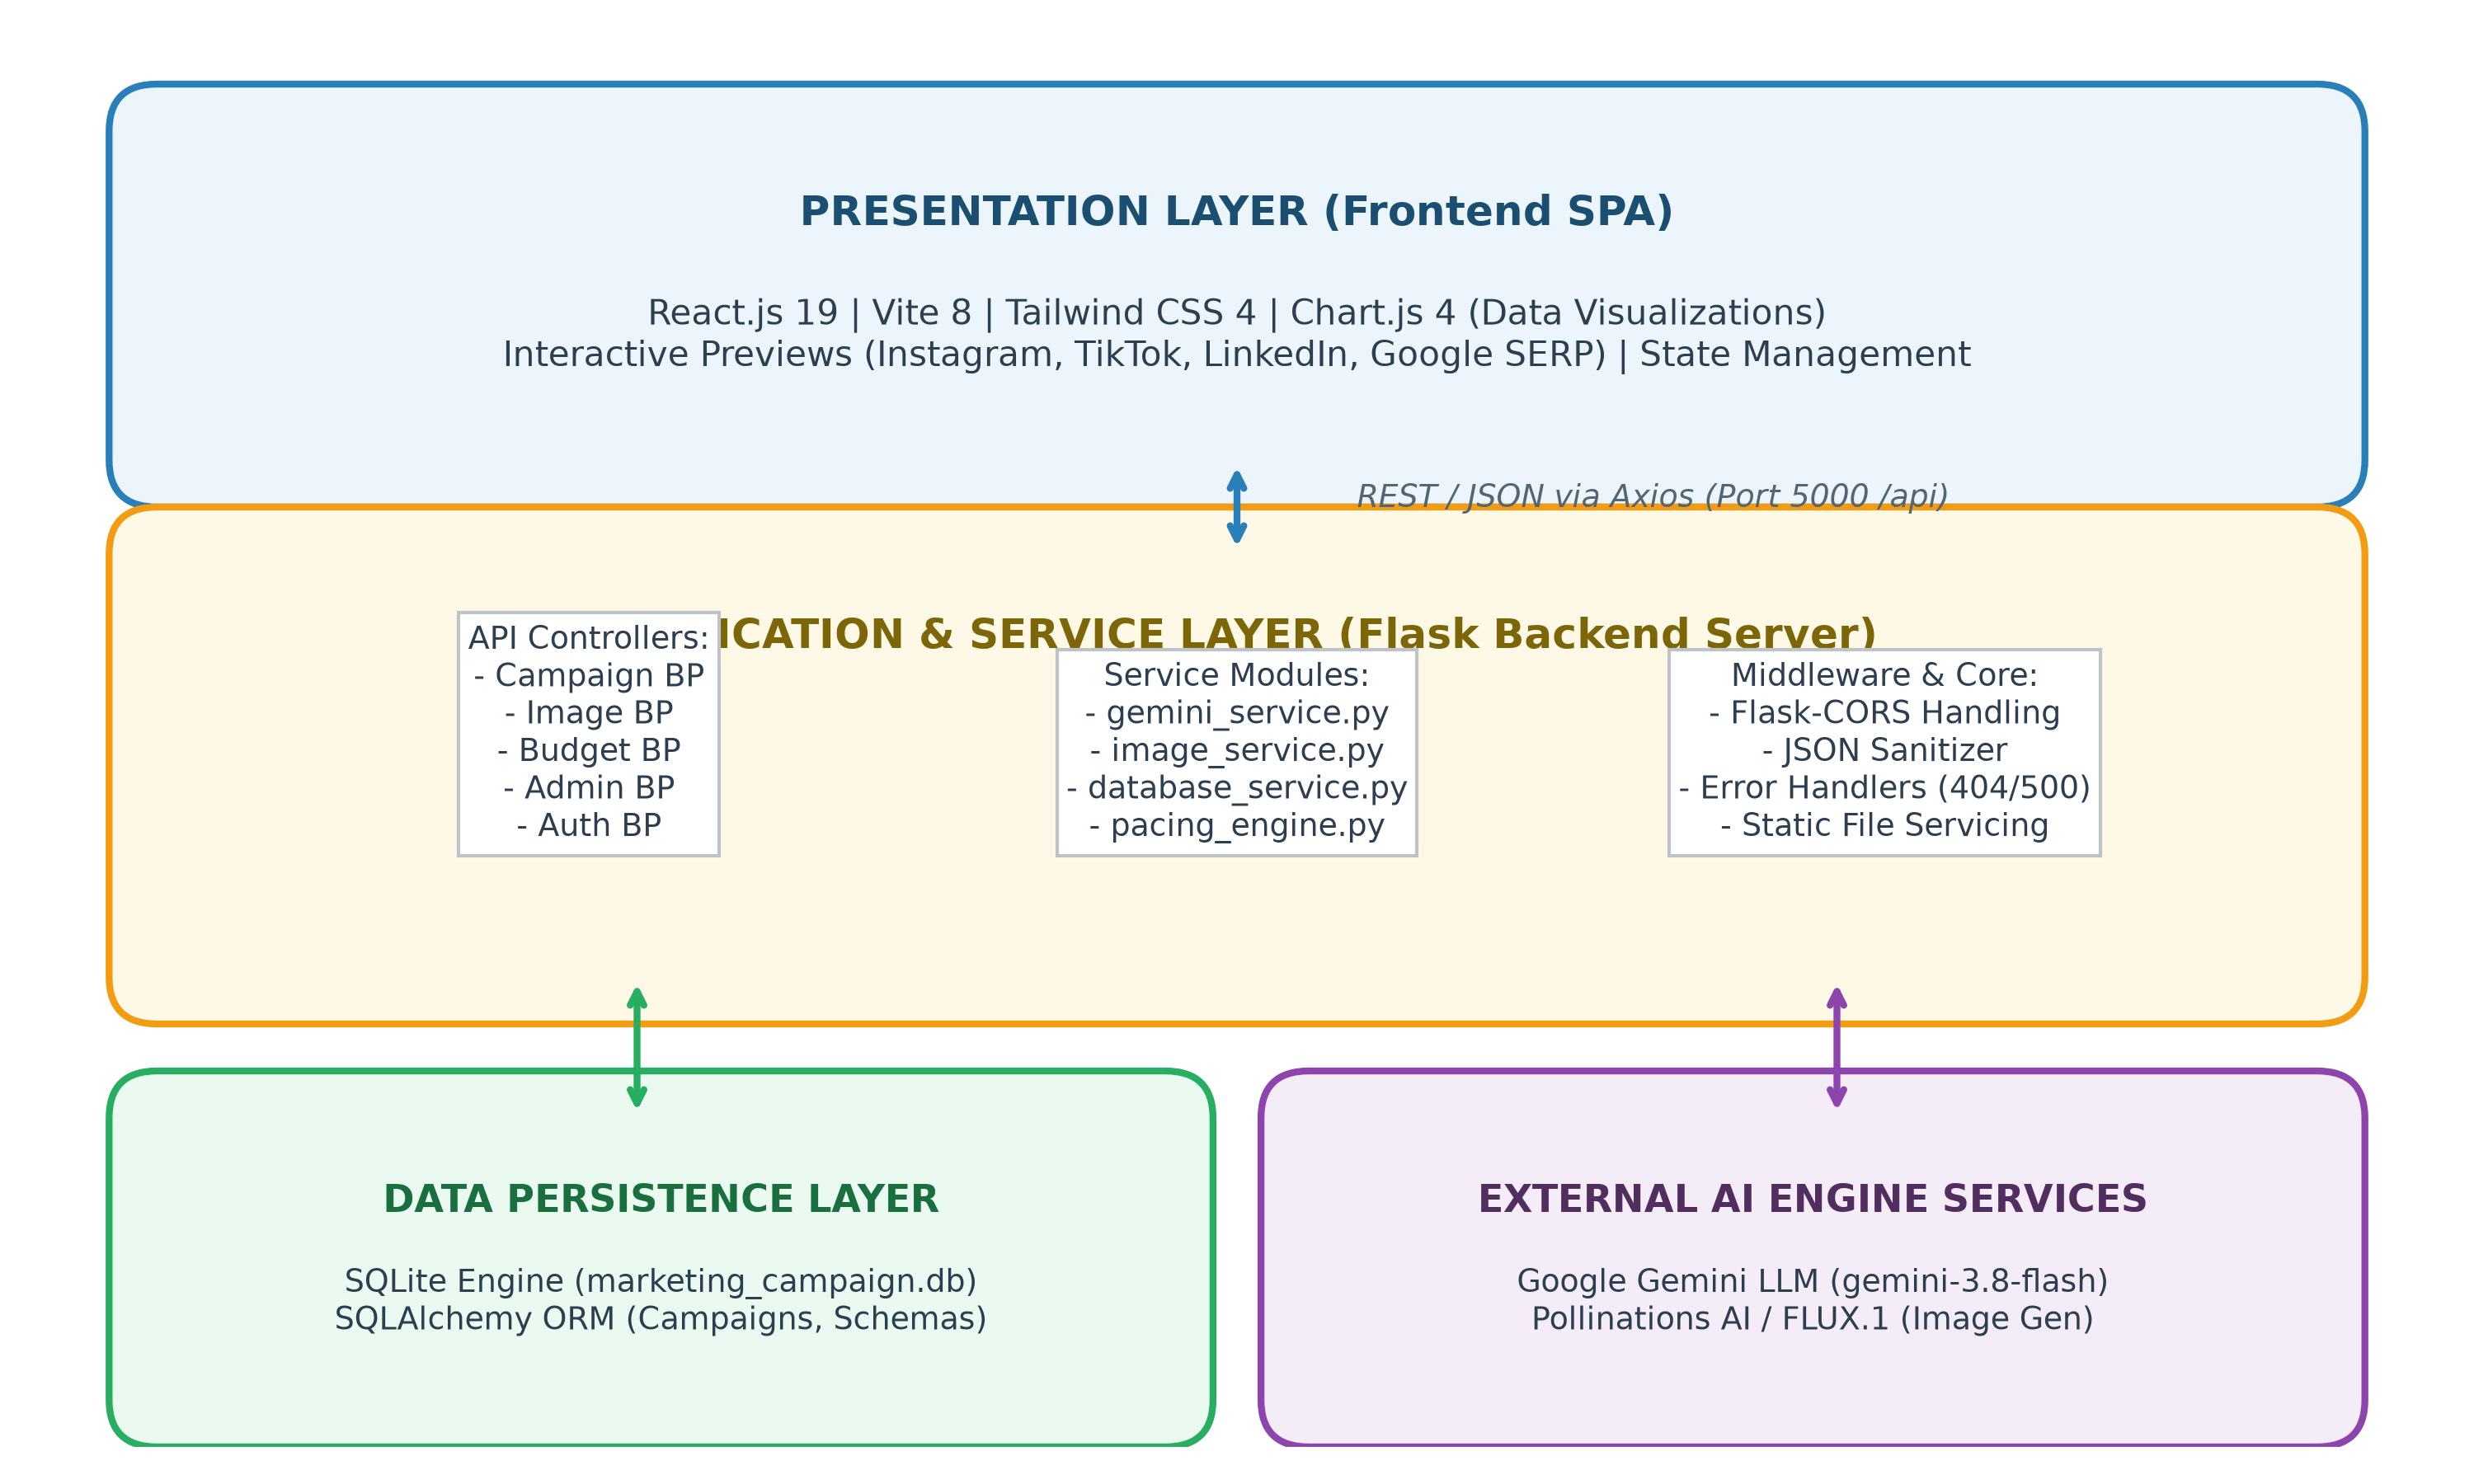 PRESENTATION LAYER (Frontend SPA)
React.js 19 | Vite 8 | Tailwind CSS 4 | Chart.js 4 (Data Visualizations)
Interactive Previews (Instagram, TikTok, LinkedIn, Google SERP) | State Management
REST / JSON via Axios (Port 5000 /api)
ICATION & SERVICE LAYER (Flask Backend Server)
API Controllers:
- Campaign BP
- Image BP
- Budget BP
- Admin BP
- Auth BP
Service Modules:
- gemini_service.py
- image_service.py
- database_service.py
- pacing_engine.py
Middleware & Core:
- Flask-CORS Handling
- JSON Sanitizer
- Error Handlers (404/500)
- Static File Servicing
DATA PERSISTENCE LAYER
SQLite Engine (marketing_campaign.db)
SQLAlchemy ORM (Campaigns, Schemas)
EXTERNAL AI ENGINE SERVICES
Google Gemini LLM (gemini-3.8-flash)
Pollinations AI / FLUX.1 (Image Gen)